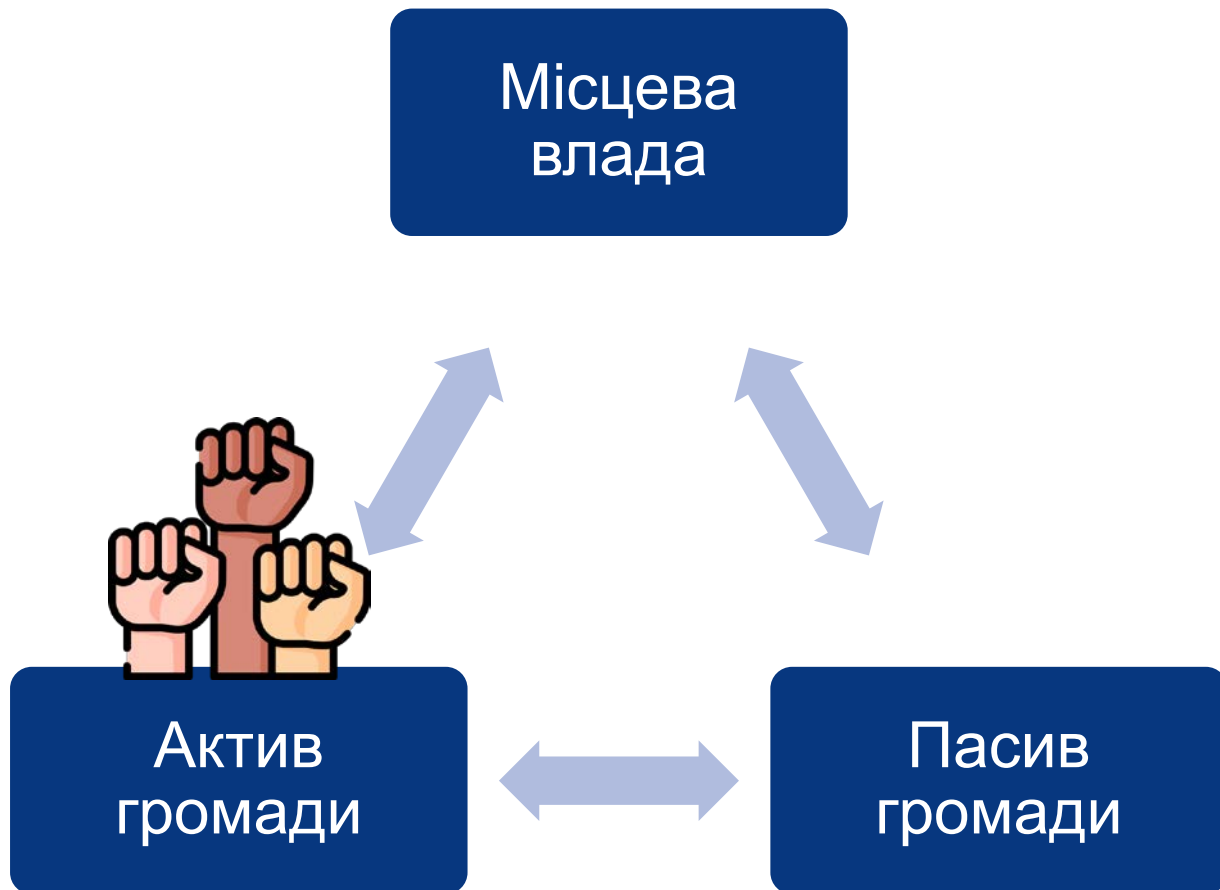 Місцева
влада
Актив
громади
Пасив
громади